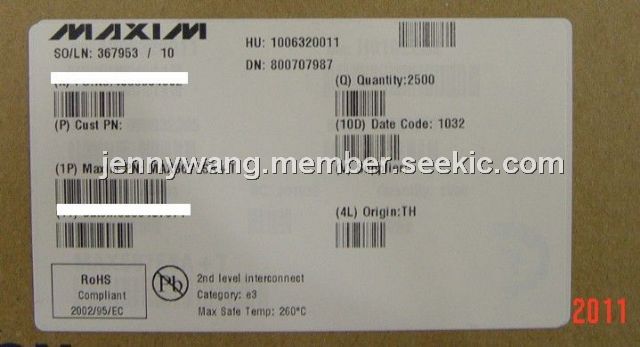 MAXIM
SO/LN: 367953 / 10
HU: 1006320011
DN: 800707987
(Q) Quantity:2500
(P) Cust PN:
(10D) Date Code: 1032
jennywang.member.seekic.com
(1P)
(4L) Origin:TH
RoHS
Compliant
2002/95/EC
Pb
2nd level interconnect
Category: e3
Max Safe Temp: 260°C
2011